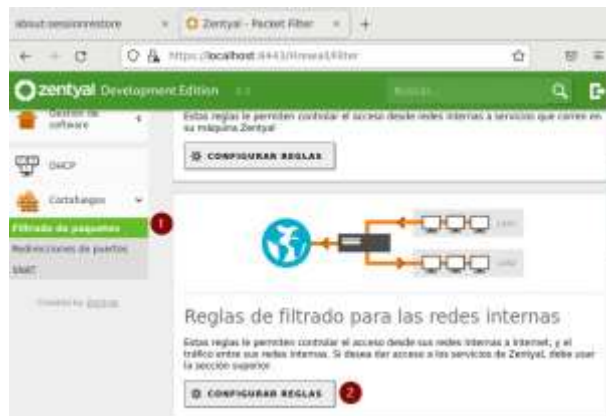 about:sessionrestore
Zentyal - Packet Filter
https://localhost:8443/Firewall/Filter
zentyal Development Edition
Buscar...
Gestión de
software
Estas reglas le permiten controlar el acceso desde redes internas a servicios que corren en
su máquina Zentyal
CONFIGURAR REGLAS
DHCP
Cortafuegos
Filtrado de paquetes
1
Redirecciones de puertos
SNAT
Reglas de filtrado para las redes internas
Estas reglas le permiten controlar el acceso desde sus redes internas a Internet, y el
tráfico entre sus redes internas. Si desea dar acceso a los servicios de Zentyal, debe usar
la sección superior.
CONFIGURAR REGLAS
2